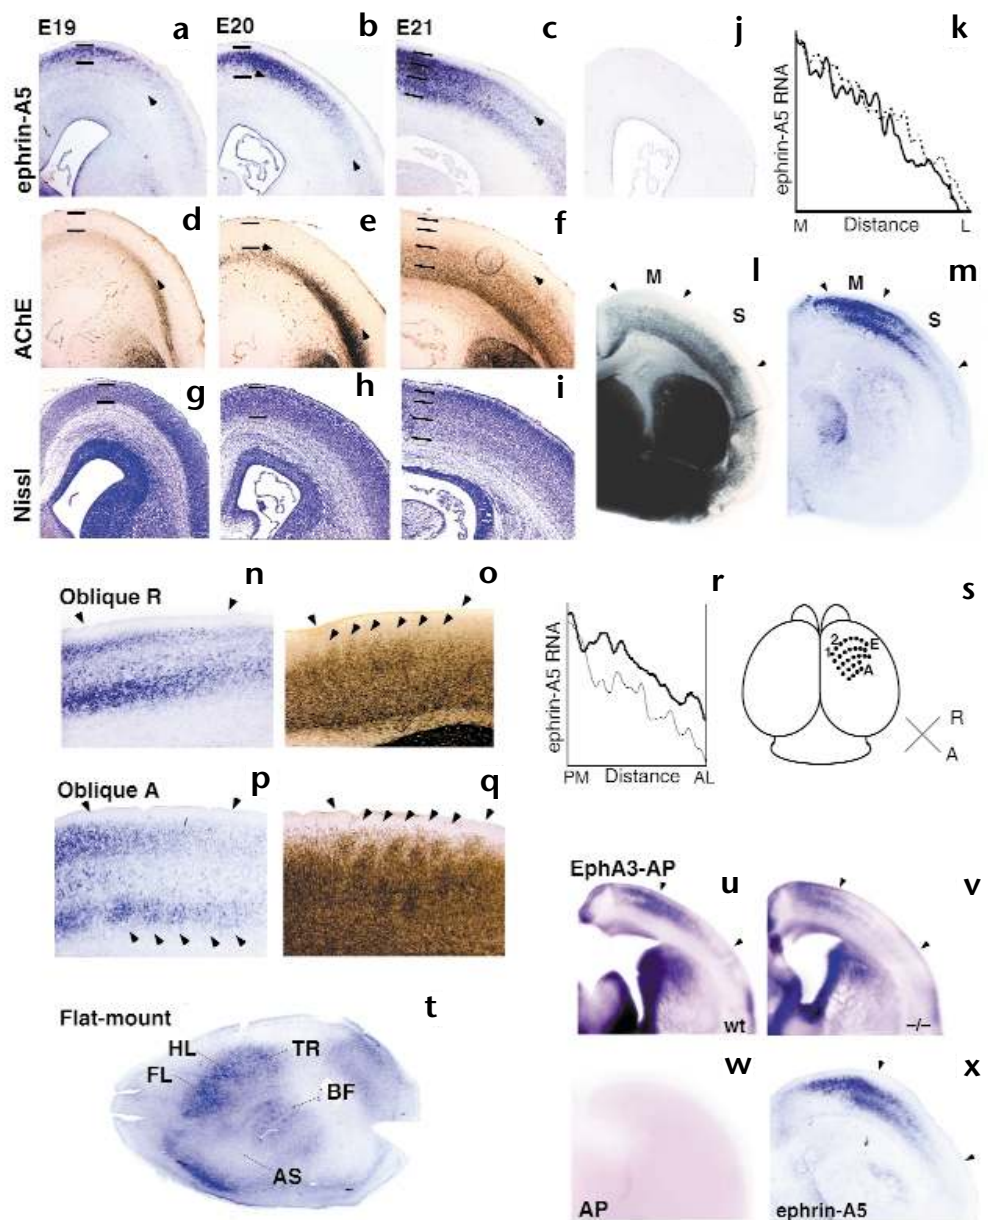 E19 a E20 b E21 c j k
ephrin-A5
ephrin-A5 RNA
M Distance L
d e f l m
AChE
M
S
M
S
g h i
Nissl
n o r s
Oblique R
ephrin-A5 RNA
PM Distance AL
2 E
1
A
R
A
Oblique A p q
EphA3-AP u v
wt
–/–
Flat-mount t
HL TR
FL
BF
AS
w x
AP
ephrin-A5